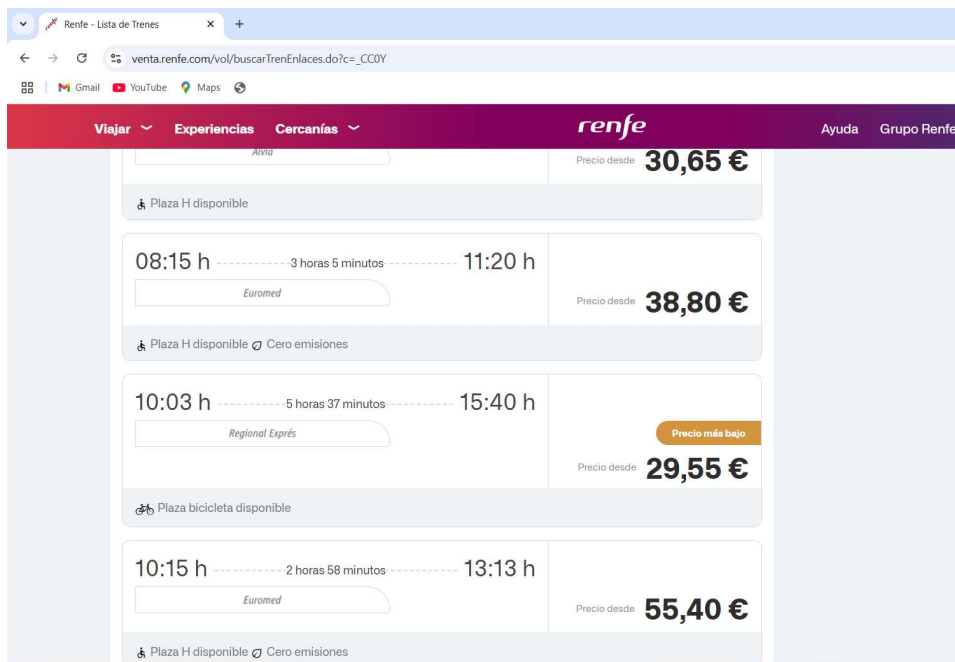 Renfe - Lista de Trenes
venta.renfe.com/vol/buscarTrenEnlaces.do?c=_CC0Y
Gmail YouTube Maps
Viajar Experiencias Cercanías renfe Ayuda Grupo Renfe
Alvia
Precio desde 30,65 €
Plaza H disponible
08:15 h 3 horas 5 minutos 11:20 h
Euromed
Precio desde 38,80 €
Plaza H disponible Cero emisiones
10:03 h 5 horas 37 minutos 15:40 h
Regional Exprés
Precio más bajo
Precio desde 29,55 €
Plaza bicicleta disponible
10:15 h 2 horas 58 minutos 13:13 h
Euromed
Precio desde 55,40 €
Plaza H disponible Cero emisiones